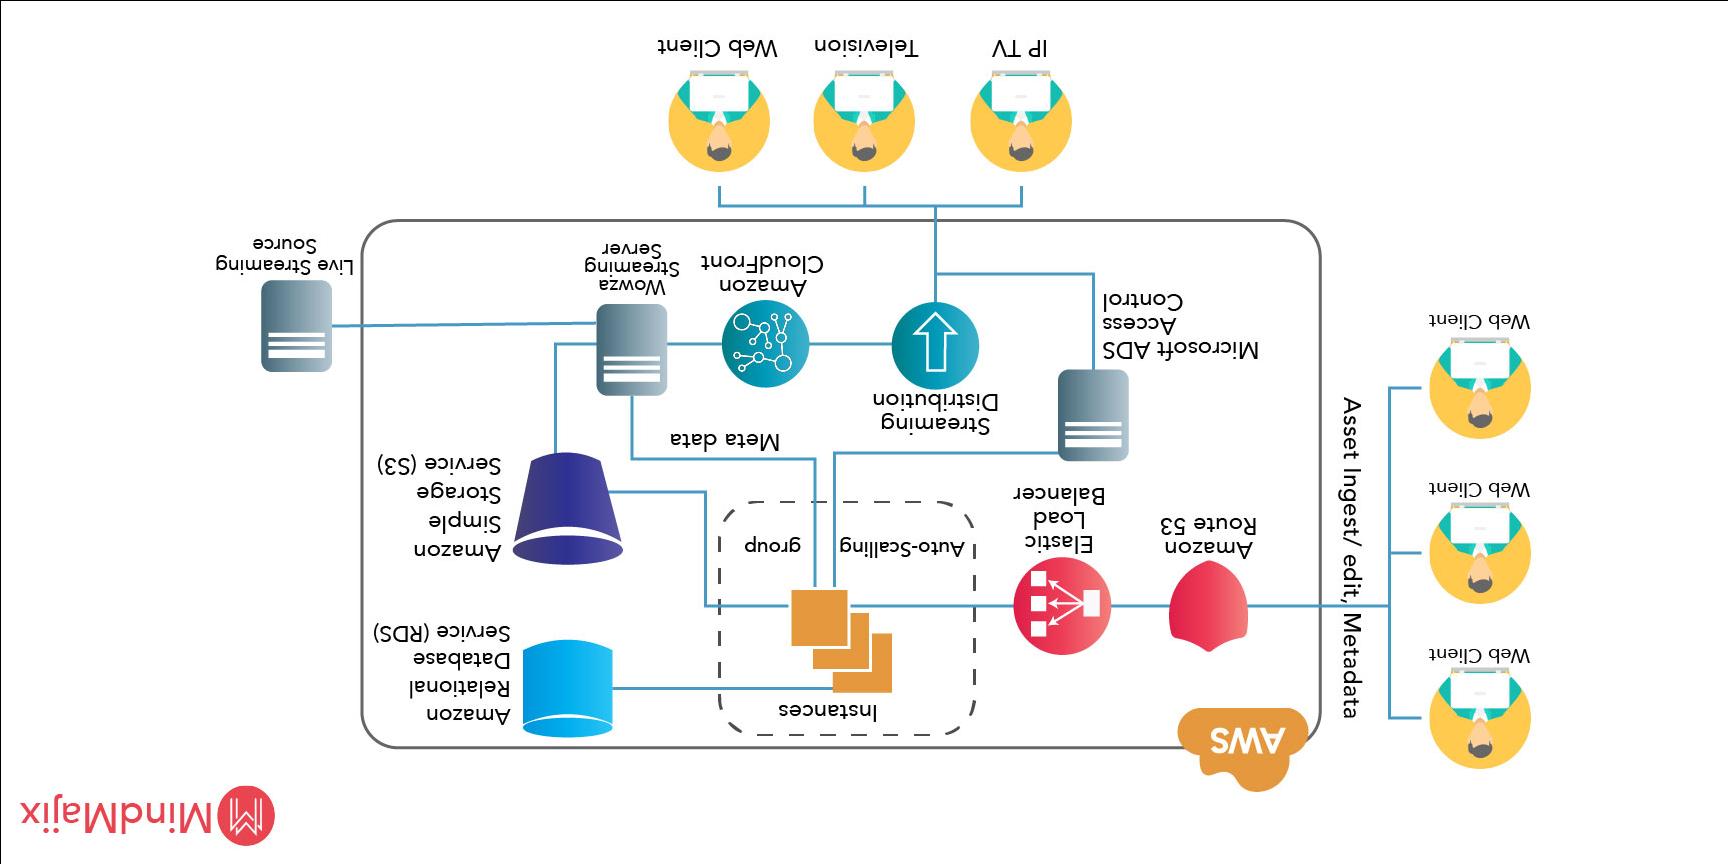 MindMajix
AWS
Web Client
Web Client
Web Client
Asset Ingest/ edit, Metadada
Amazon
Route 53
Elastic
Load
Balancer
Instances
Auto-Scalling
group
Amazon
Relational
Database
Service (RDS)
Amazon
Simple
Storage
Service (S3)
Meta data
Microsoft ADS
Access
Control
Streaming
Distribution
Amazon
CloudFront
Wowza
Streaming
Server
Live Streaming
Source
IP TV
Television
Web Client